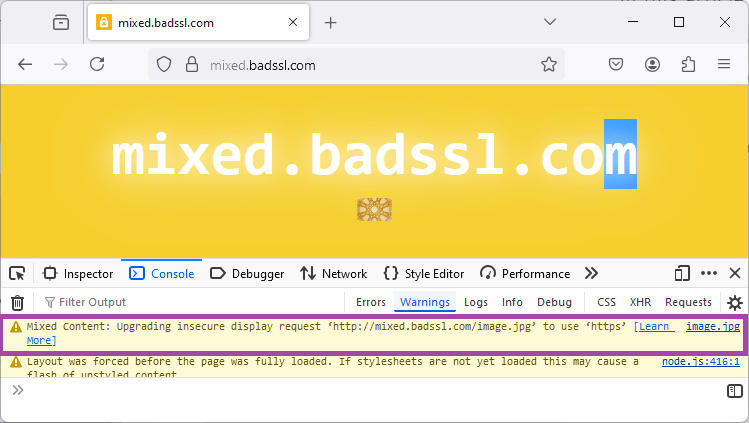 mixed.badssl.com
mixed.badssl.com
mixed.badssl.com
Inspector Console Debugger Network Style Editor Performance
Filter Output Errors Warnings Logs Info Debug CSS XHR Requests
Mixed Content: Upgrading insecure display request ‘http://mixed.badssl.com/image.jpg’ to use ‘https’ [Learn image.jpg
More]
Layout was forced before the page was fully loaded. If stylesheets are not yet loaded this may cause a node.js:416:1
flash of unstyled content.